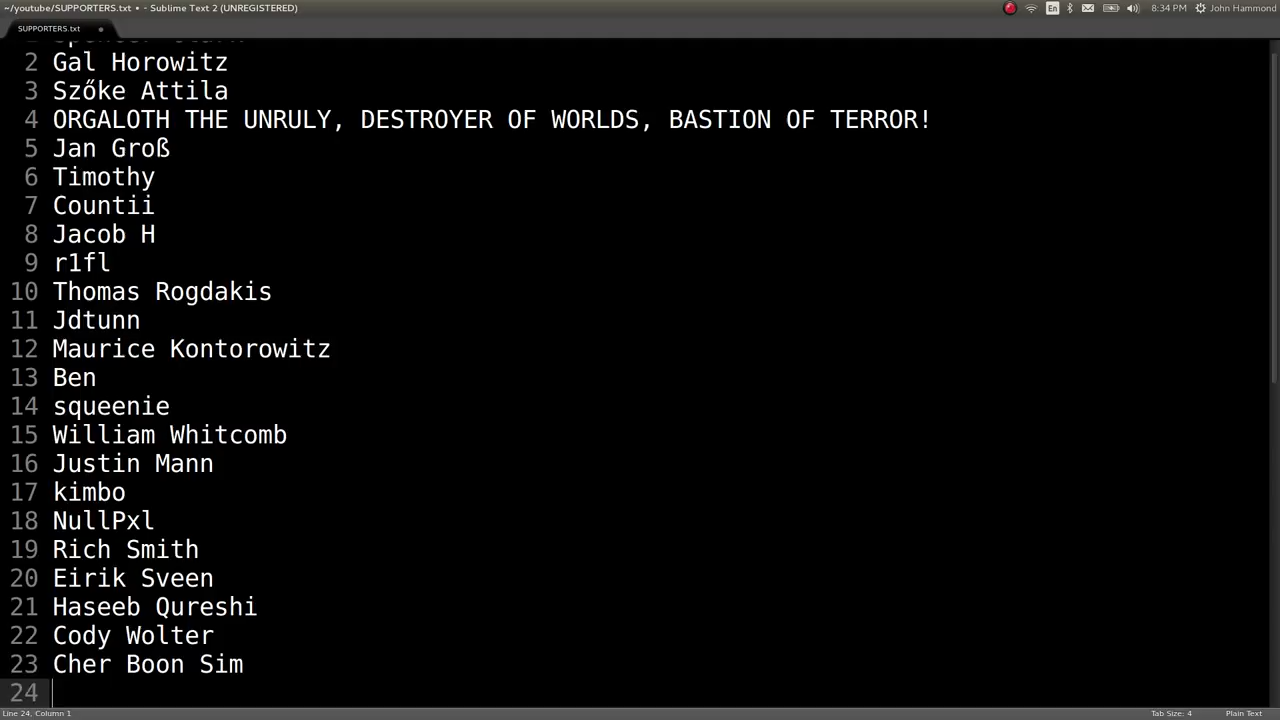 ~/youtube/SUPPORTERS.txt • - Sublime Text 2 (UNREGISTERED)
En
8:34 PM
John Hammond
SUPPORTERS.txt
2 Gal Horowitz
3 Szőke Attila
4 ORGALOTH THE UNRULY, DESTROYER OF WORLDS, BASTION OF TERROR!
5 Jan Groß
6 Timothy
7 Countii
8 Jacob H
9 r1fl
10 Thomas Rogdakis
11 Jdtunn
12 Maurice Kontorowitz
13 Ben
14 squeenie
15 William Whitcomb
16 Justin Mann
17 kimbo
18 NullPxl
19 Rich Smith
20 Eirik Sveen
21 Haseeb Qureshi
22 Cody Wolter
23 Cher Boon Sim
24
Line 24, Column 1
Tab Size: 4
Plain Text